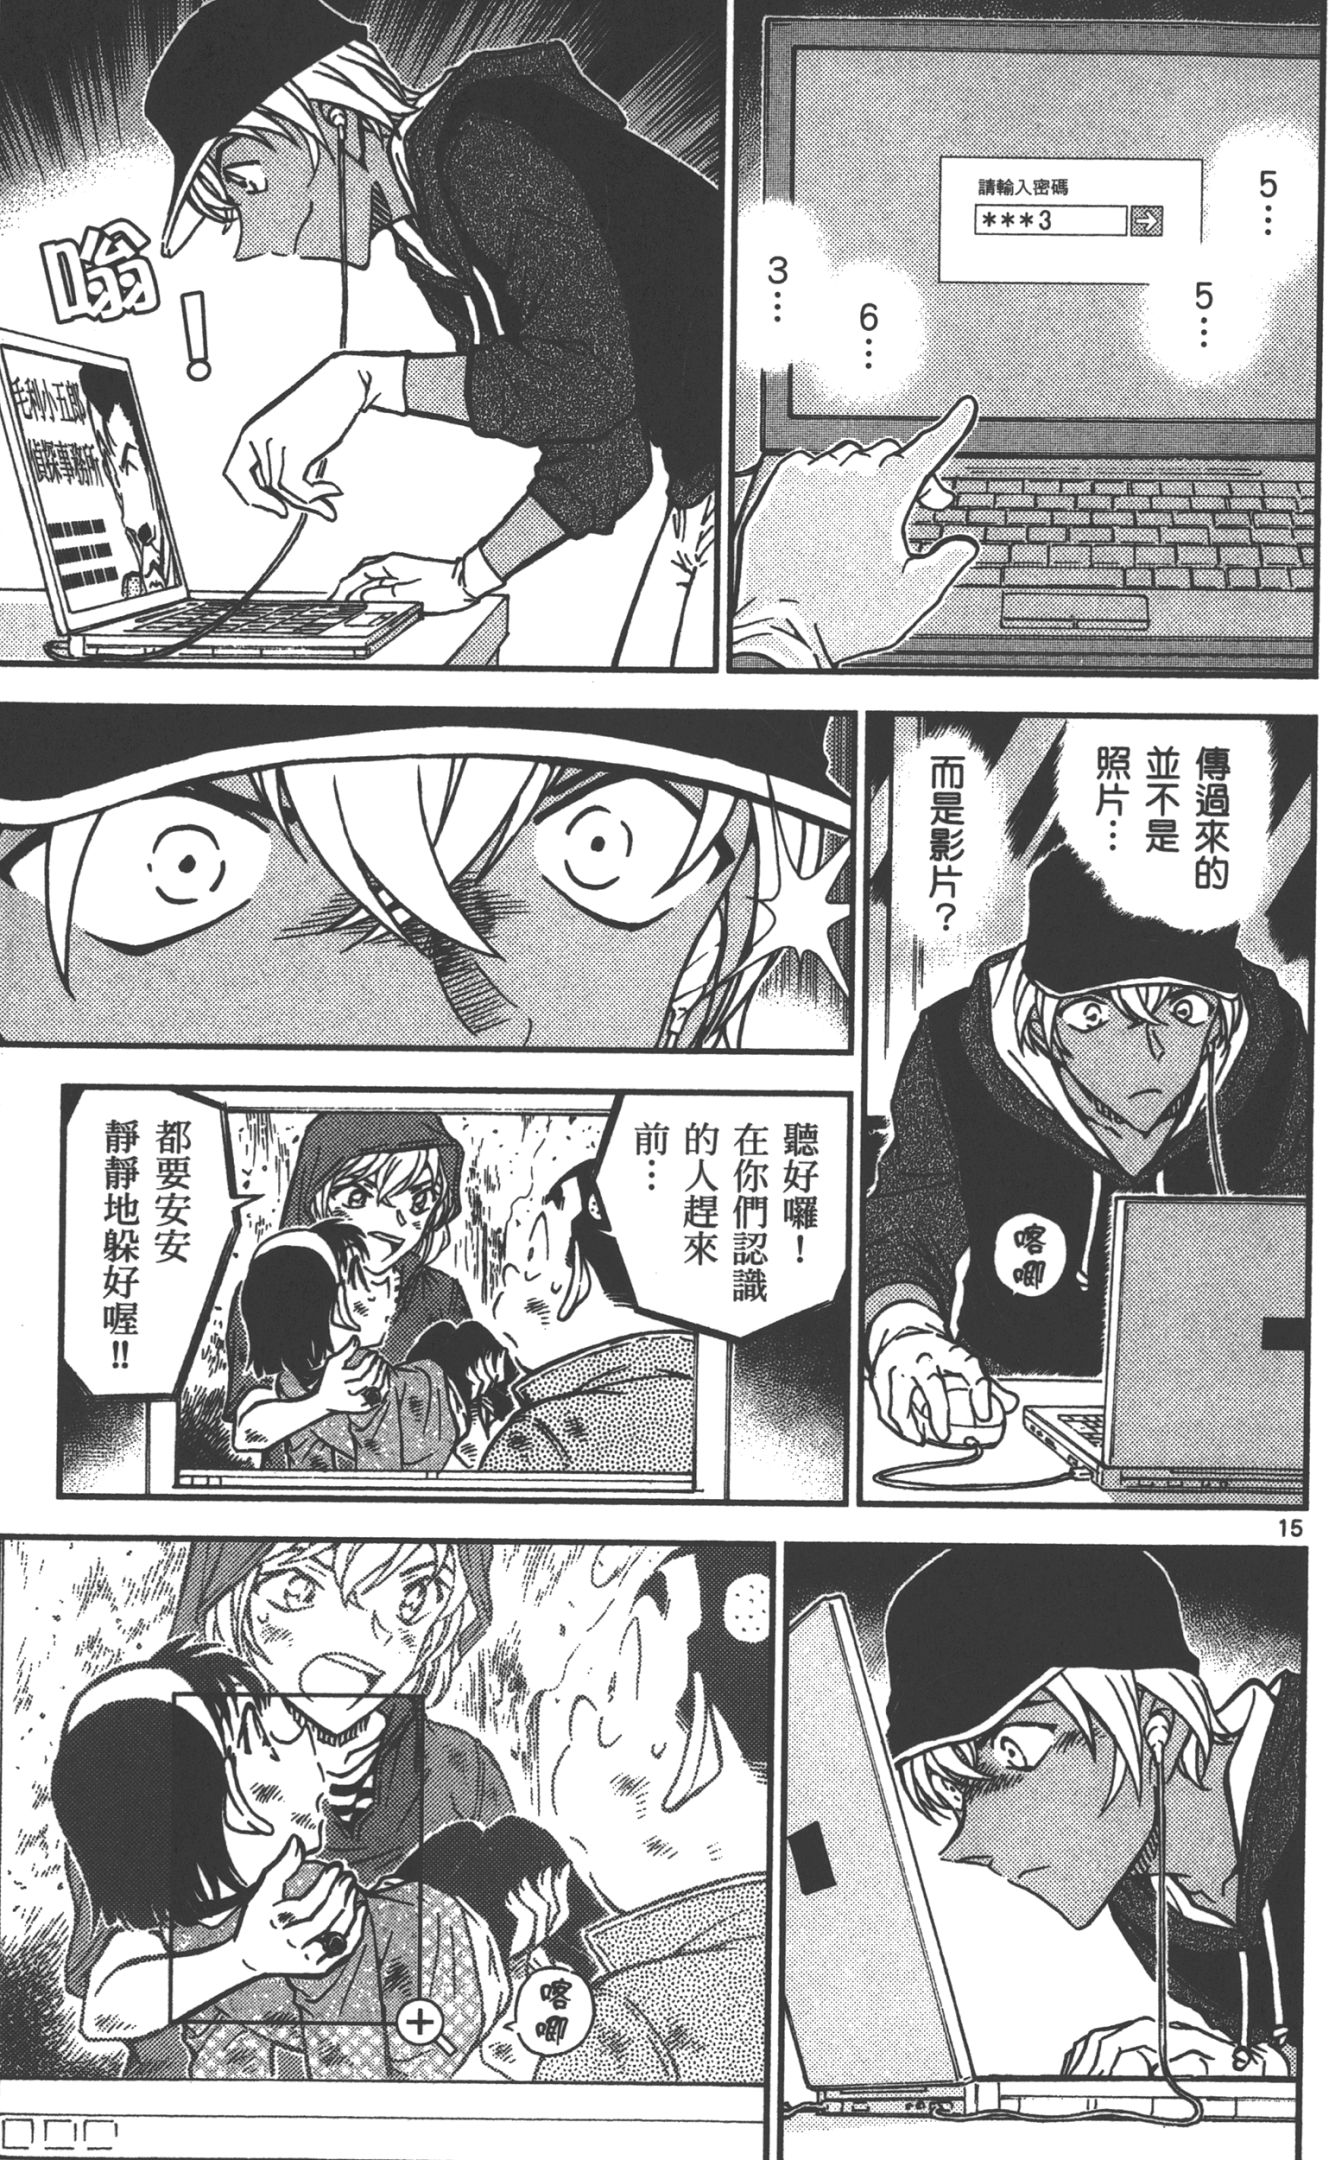 5…
5…
6…
3…
請輸入密碼
***3
嗡
!
毛利小五郎
偵探事務所
傳過來的
並不是
照片…
而是影片？
喀唧
聽好囉！
在你們認識
的人趕來
前…
都要安安
靜靜地躲好喔!!
15
喀唧